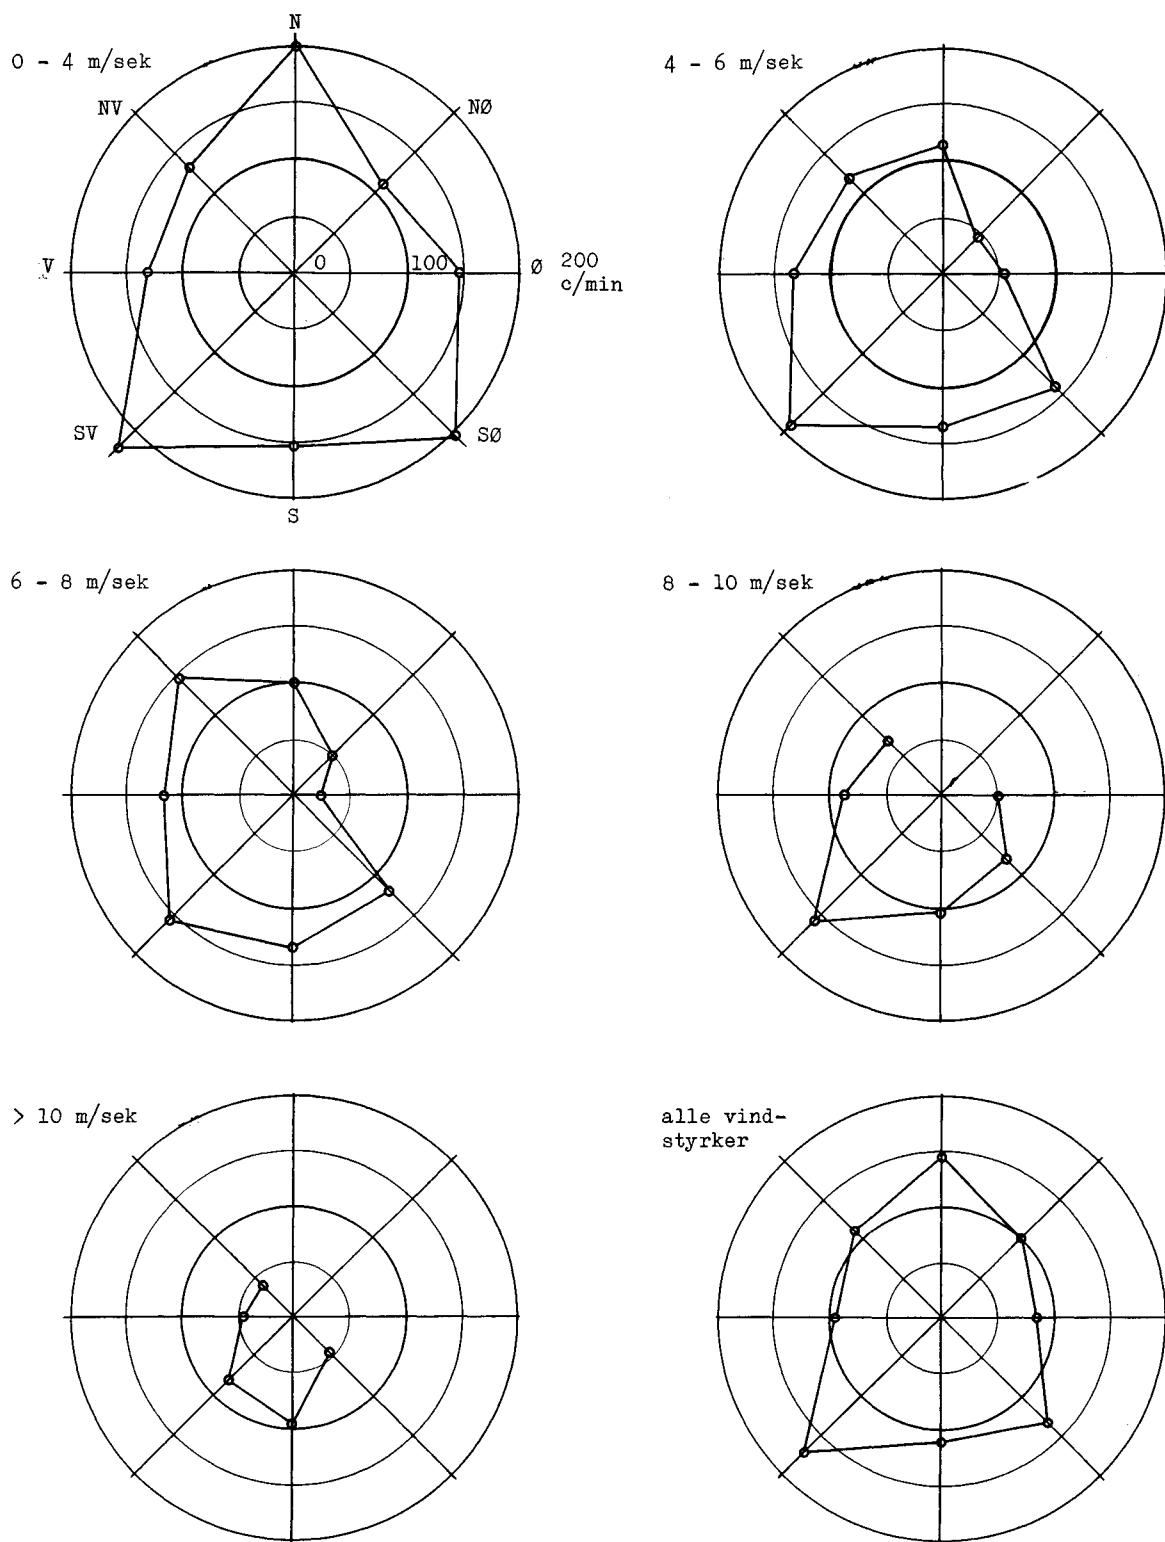 N
0 - 4 m/sek
4 - 6 m/sek
NV
NØ
V
0
100
Ø
200
c/min
SV
SØ
S
6 - 8 m/sek
8 - 10 m/sek
> 10 m/sek
alle vind-
styrker